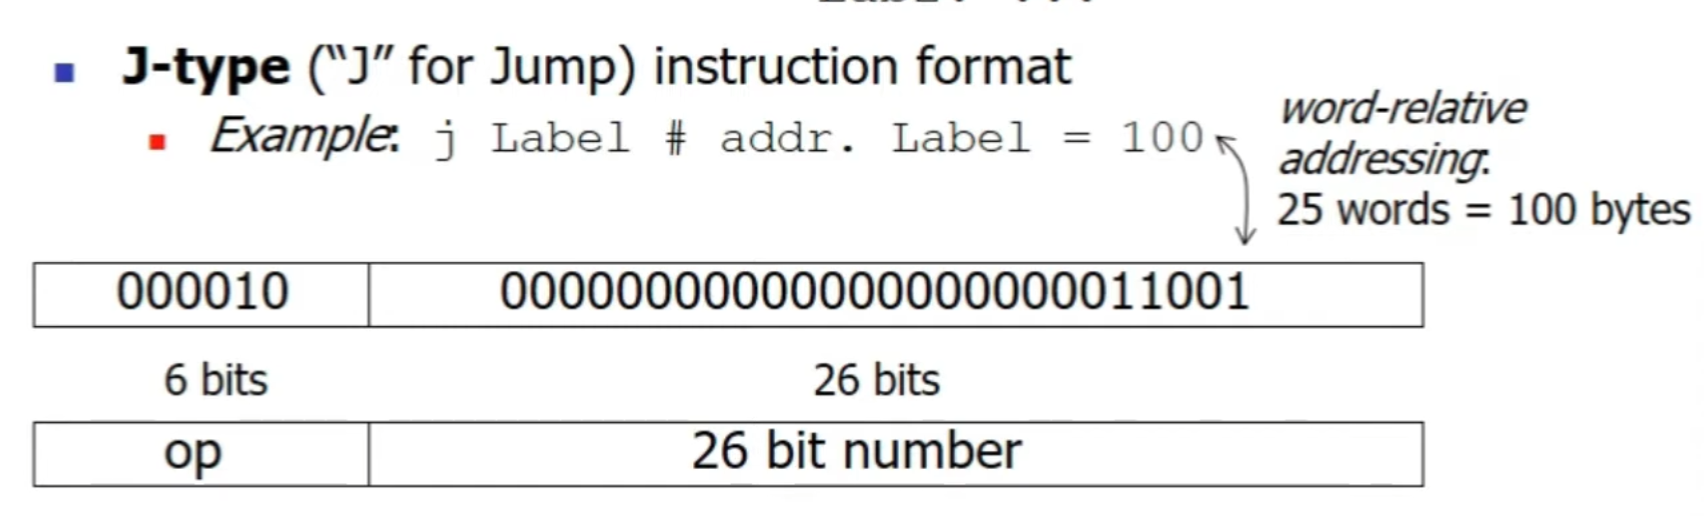 J-type ("J" for Jump) instruction format
Example: j Label # addr. Label = 100
word-relative
addressing:
25 words = 100 bytes
000010 00000000000000000000011001
6 bits 26 bits
op 26 bit number